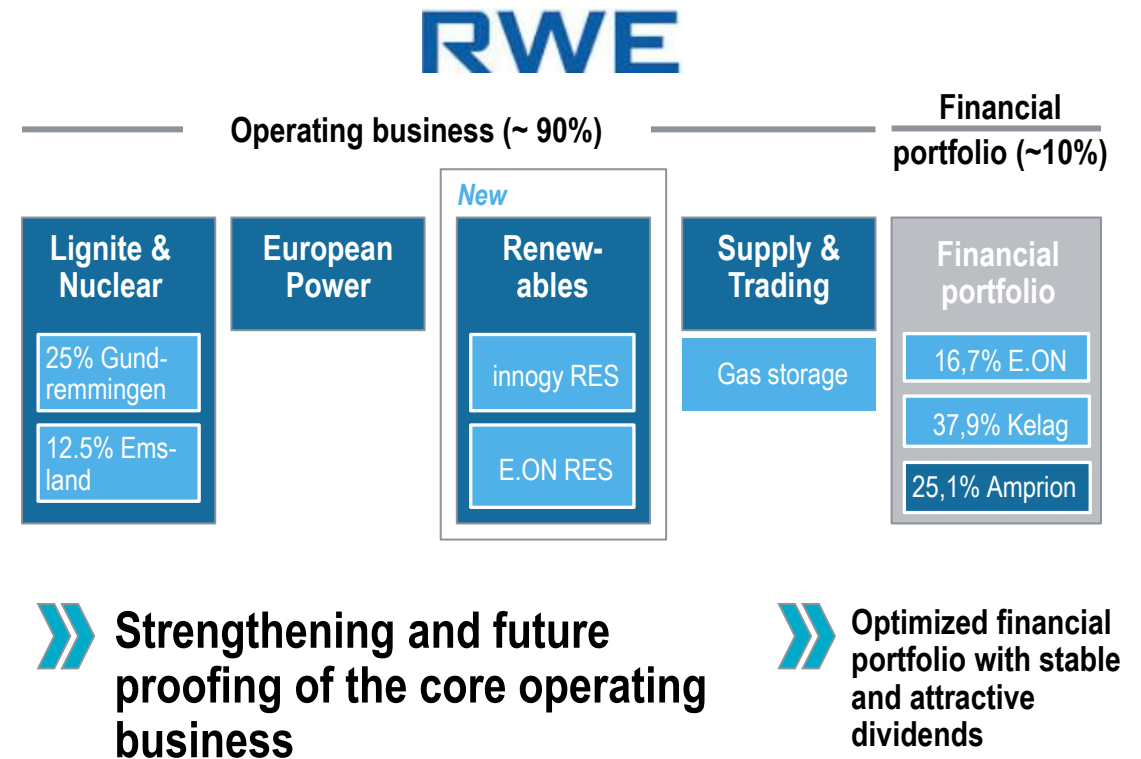 RWE
Operating business (~ 90%)
Financial
portfolio (~10%)
New
Lignite &
Nuclear
25% Gund-
remmingen
12.5% Ems-
land
European
Power
Renew-
ables
innogy RES
E.ON RES
Supply &
Trading
Gas storage
Financial
portfolio
16,7% E.ON
37,9% Kelag
25,1% Amprion
Strengthening and future
proofing of the core operating
business
Optimized financial
portfolio with stable
and attractive
dividends